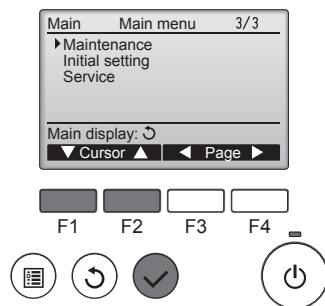 Main Main menu 3/3
Maintenance
Initial setting
Service
Main display:
Cursor Page
F1 F2 F3 F4